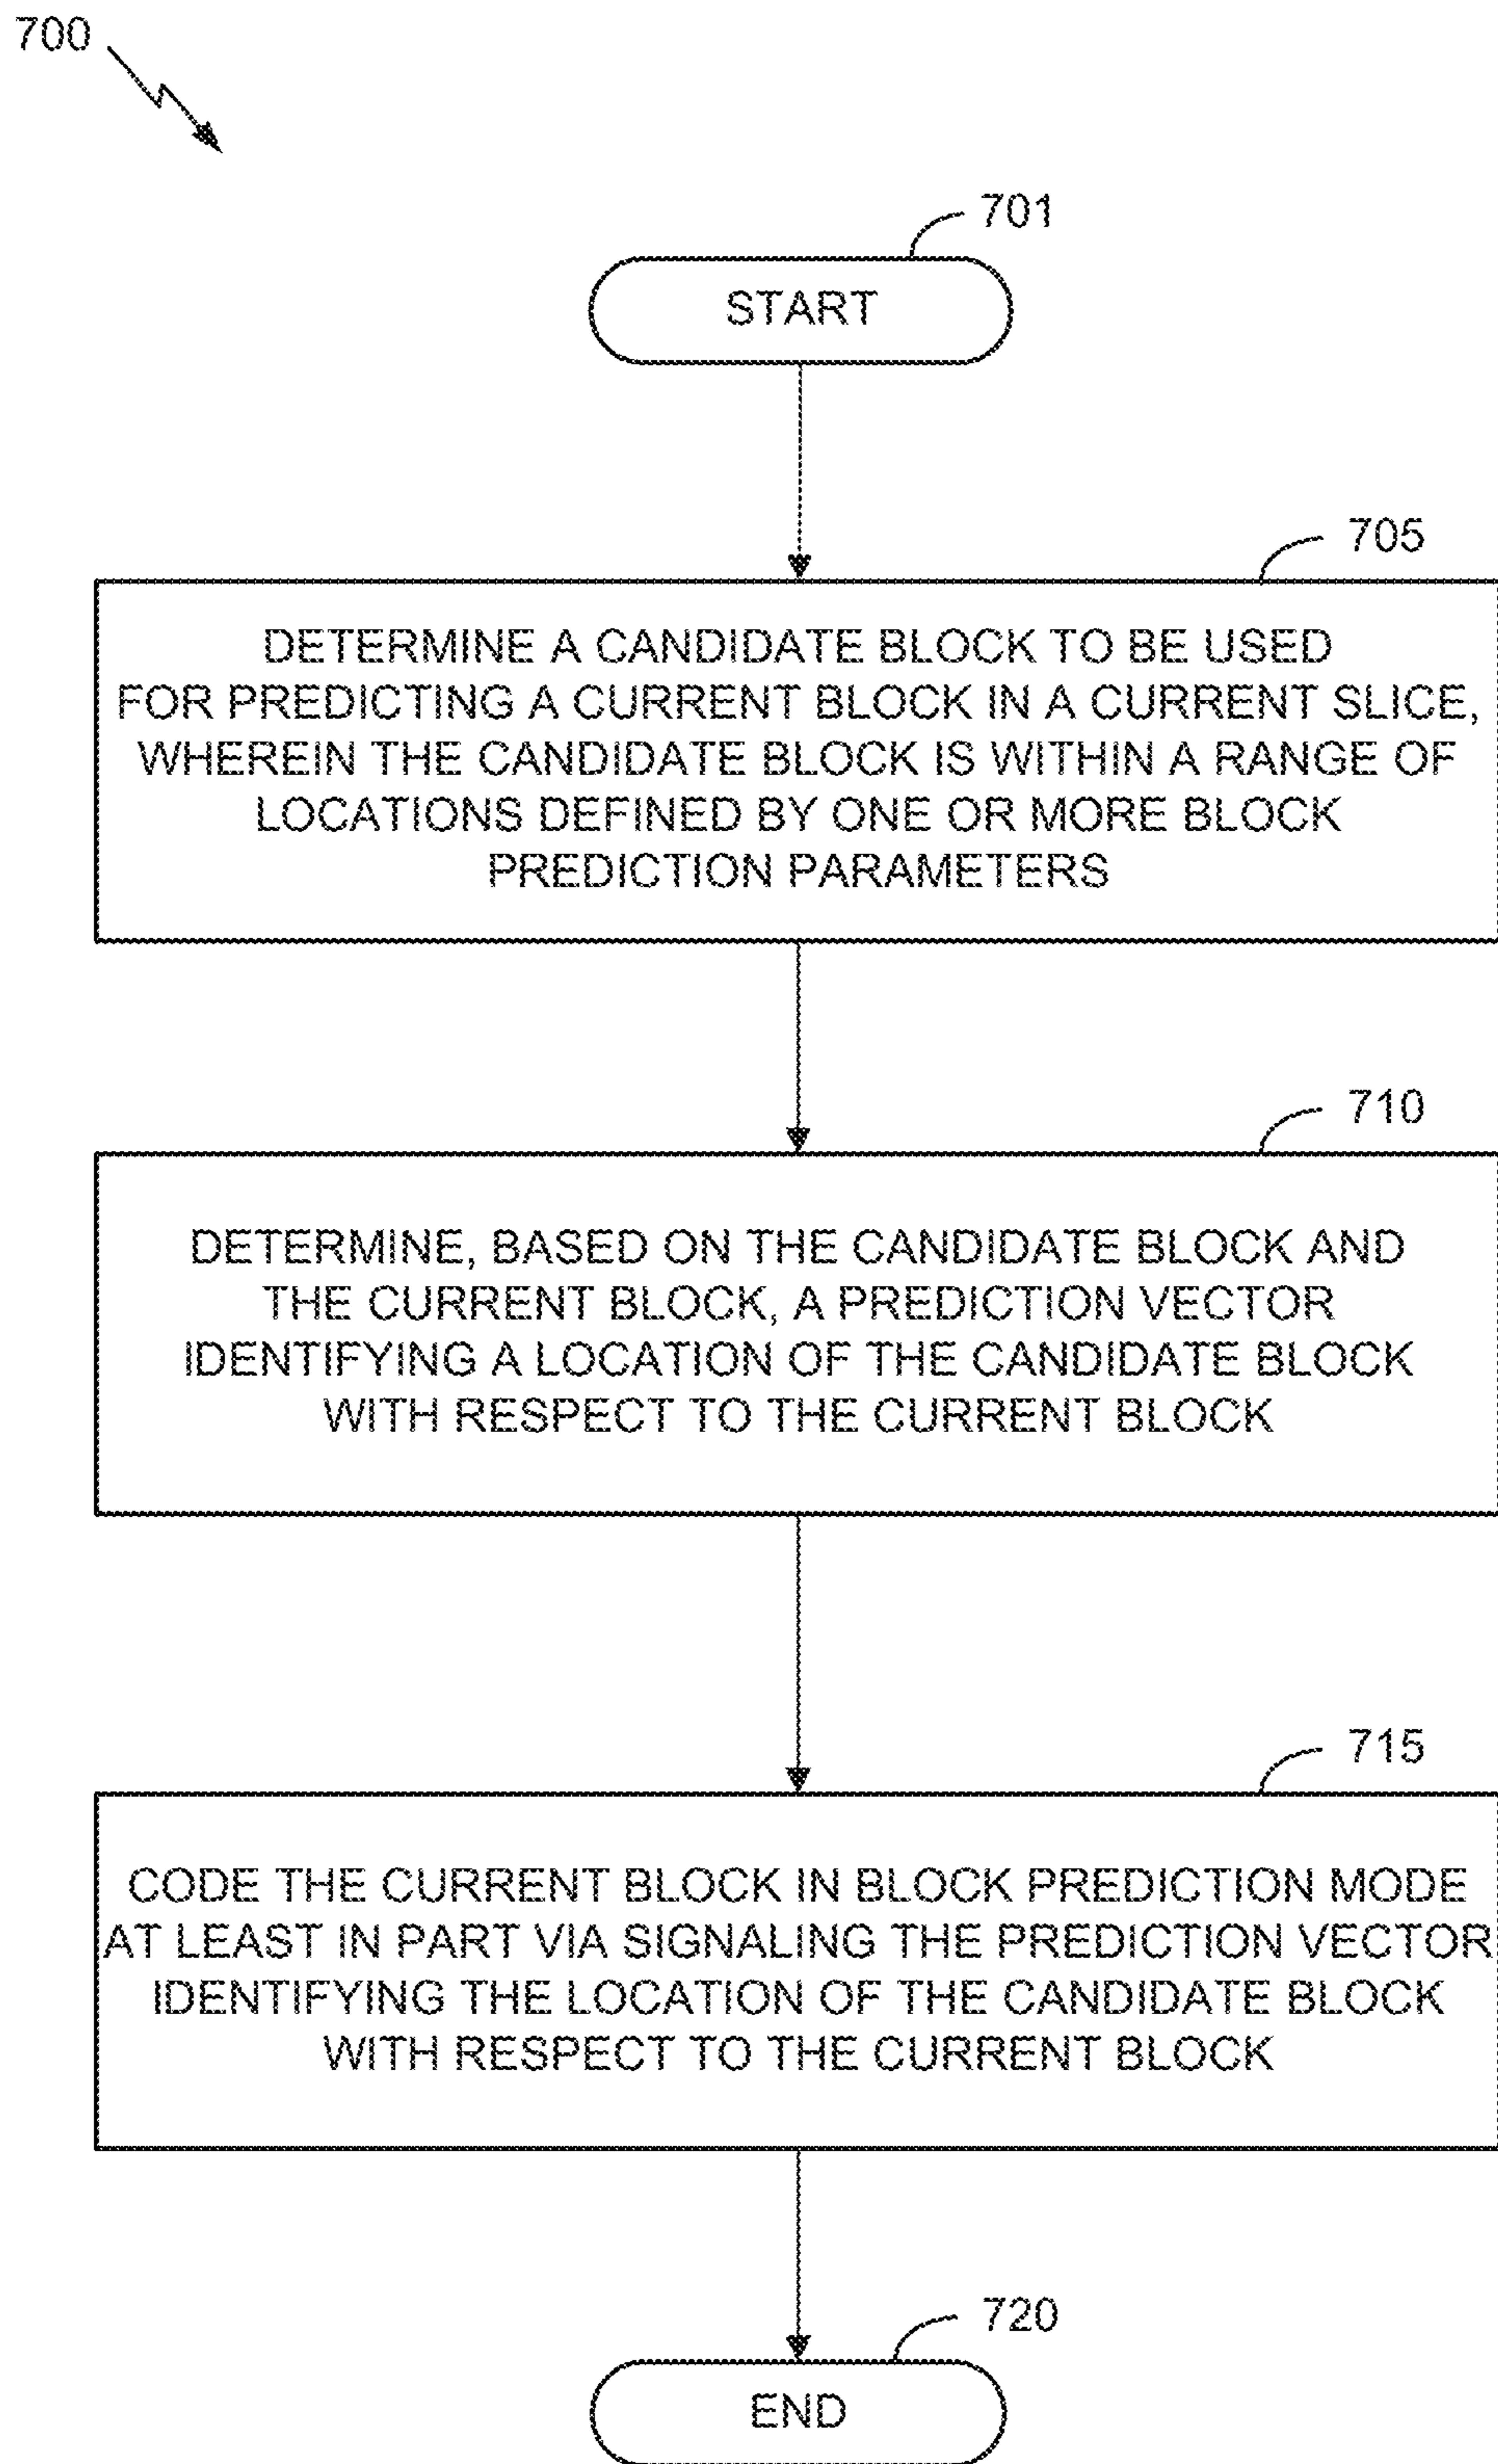 700
701
START
705
DETERMINE A CANDIDATE BLOCK TO BE USED
FOR PREDICTING A CURRENT BLOCK IN A CURRENT SLICE,
WHEREIN THE CANDIDATE BLOCK IS WITHIN A RANGE OF
LOCATIONS DEFINED BY ONE OR MORE BLOCK
PREDICTION PARAMETERS
710
DETERMINE, BASED ON THE CANDIDATE BLOCK AND
THE CURRENT BLOCK, A PREDICTION VECTOR
IDENTIFYING A LOCATION OF THE CANDIDATE BLOCK
WITH RESPECT TO THE CURRENT BLOCK
715
CODE THE CURRENT BLOCK IN BLOCK PREDICTION MODE
AT LEAST IN PART VIA SIGNALING THE PREDICTION VECTOR
IDENTIFYING THE LOCATION OF THE CANDIDATE BLOCK
WITH RESPECT TO THE CURRENT BLOCK
720
END